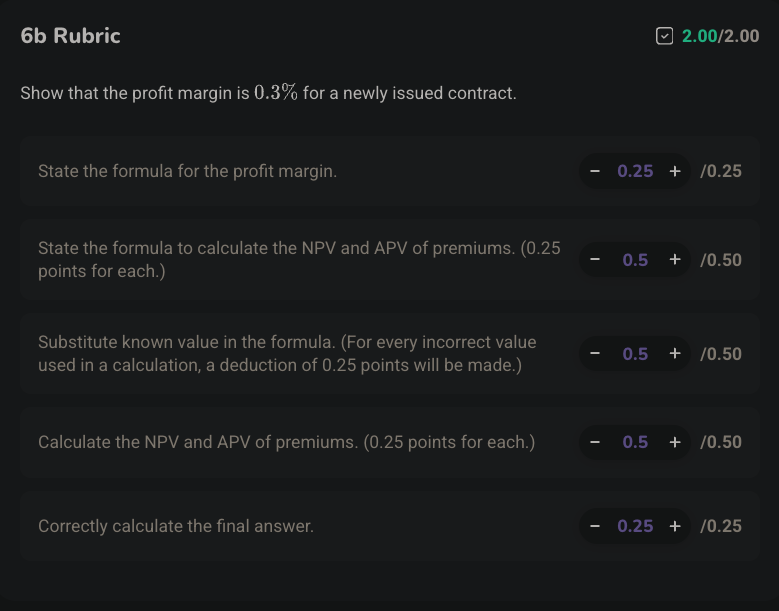 6b Rubric 2.00/2.00
Show that the profit margin is 0.3% for a newly issued contract.
State the formula for the profit margin. − 0.25 + /0.25
State the formula to calculate the NPV and APV of premiums. (0.25
points for each.) − 0.5 + /0.50
Substitute known value in the formula. (For every incorrect value
used in a calculation, a deduction of 0.25 points will be made.) − 0.5 + /0.50
Calculate the NPV and APV of premiums. (0.25 points for each.) − 0.5 + /0.50
Correctly calculate the final answer. − 0.25 + /0.25